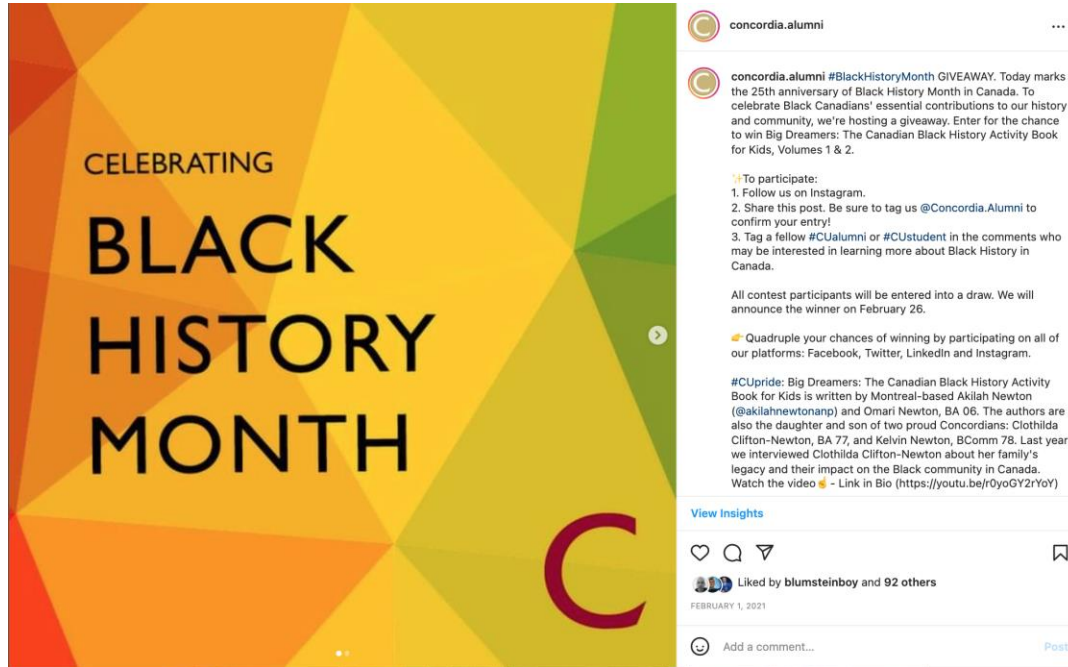 CELEBRATING
BLACK
HISTORY
MONTH
C
concordia.alumni
concordia.alumni #BlackHistoryMonth GIVEAWAY. Today marks
the 25th anniversary of Black History Month in Canada. To
celebrate Black Canadians' essential contributions to our history
and community, we're hosting a giveaway. Enter for the chance
to win Big Dreamers: The Canadian Black History Activity Book
for Kids, Volumes 1 & 2.
✨To participate:
1. Follow us on Instagram.
2. Share this post. Be sure to tag us @Concordia.Alumni to
confirm your entry!
3. Tag a fellow #CUalumni or #CUstudent in the comments who
may be interested in learning more about Black History in
Canada.
All contest participants will be entered into a draw. We will
announce the winner on February 26.
👉 Quadruple your chances of winning by participating on all of
our platforms: Facebook, Twitter, LinkedIn and Instagram.
#CUpride: Big Dreamers: The Canadian Black History Activity
Book for Kids is written by Montreal-based Akilah Newton
(@akilahnewtonanp) and Omari Newton, BA 06. The authors are
also the daughter and son of two proud Concordians: Clothilda
Clifton-Newton, BA 77, and Kelvin Newton, BComm 78. Last year
we interviewed Clothilda Clifton-Newton about her family's
legacy and their impact on the Black community in Canada.
Watch the video☝ - Link in Bio (https://youtu.be/r0yoGY2rYoY)
View Insights
Liked by blumsteinboy and 92 others
FEBRUARY 1, 2021
Add a comment...
Post